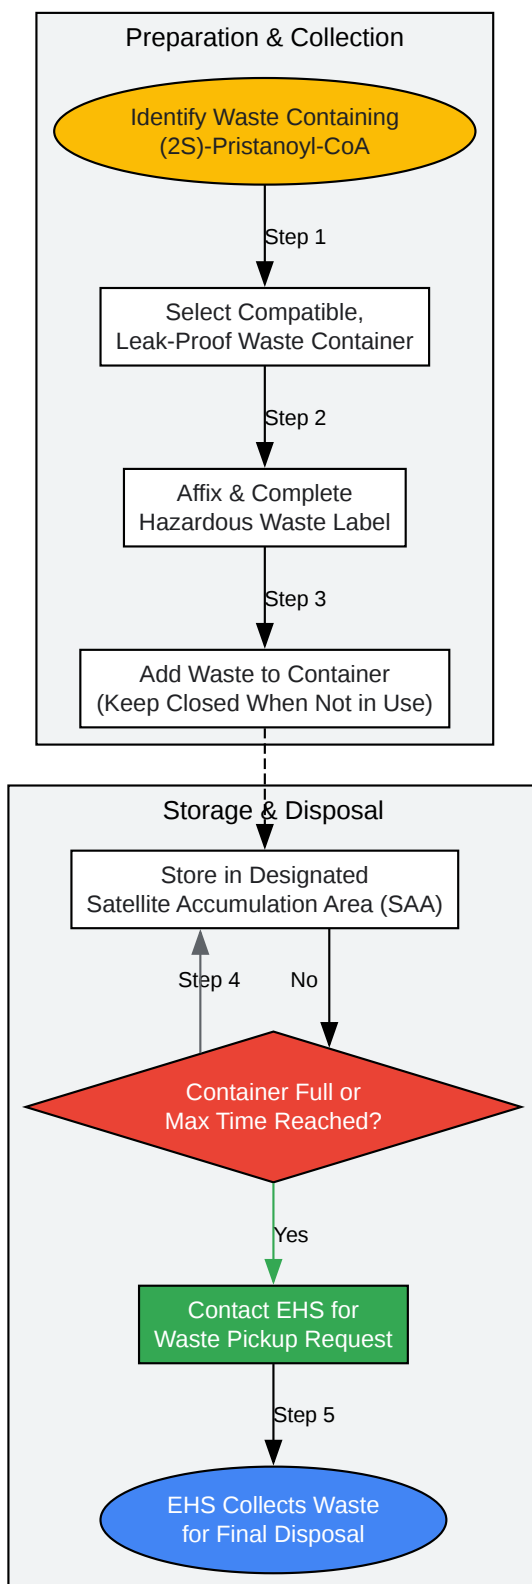 Preparation & Collection
Identify Waste Containing
(2S)-Pristanoyl-CoA
Step 1
Select Compatible,
Leak-Proof Waste Container
Step 2
Affix & Complete
Hazardous Waste Label
Step 3
Add Waste to Container
(Keep Closed When Not in Use)
Storage & Disposal
Store in Designated
Satellite Accumulation Area (SAA)
Step 4
No
Container Full or
Max Time Reached?
Yes
Contact EHS for
Waste Pickup Request
Step 5
EHS Collects Waste
for Final Disposal